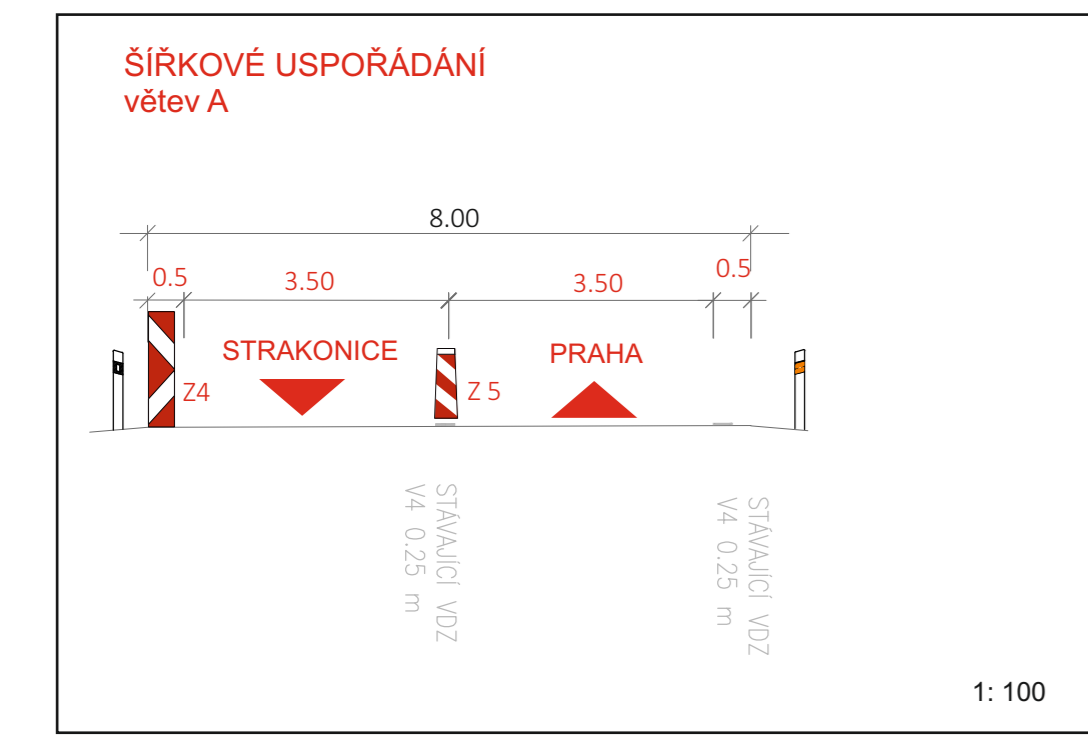 ŠÍŘKOVÉ USPOŘÁDÁNÍ
větev A
8.00
0.5
3.50
3.50
0.5
STRAKONICE
PRAHA
Z4
Z 5
STÁVAJÍCÍ VDZ
V4 0.25 m
STÁVAJÍCÍ VDZ
V4 0.25 m
1: 100